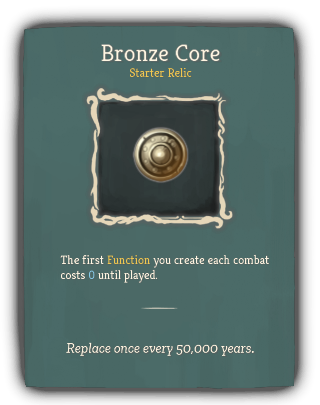 Bronze Core
Starter Relic
The first Function you create each combat
costs 0 until played.
Replace once every 50,000 years.